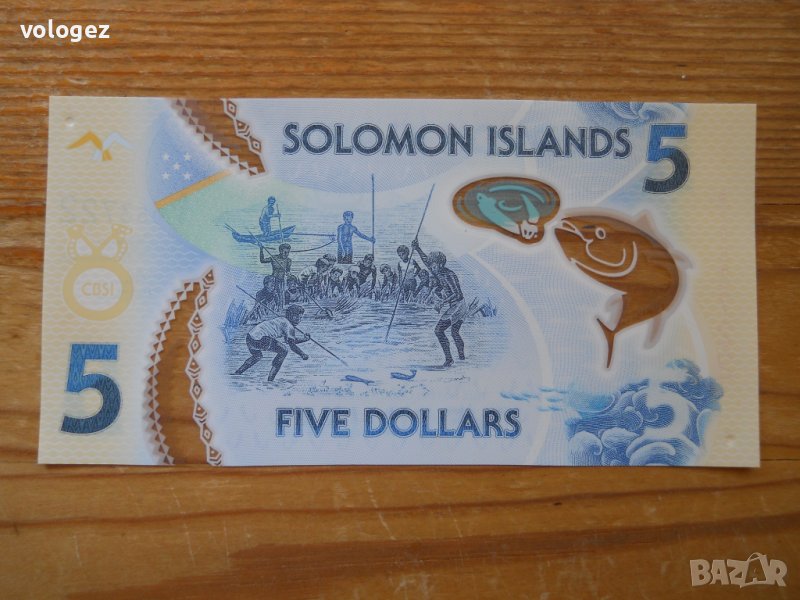 vologez
SOLOMON ISLANDS 5
CBSI
5
FIVE DOLLARS
BAZAR